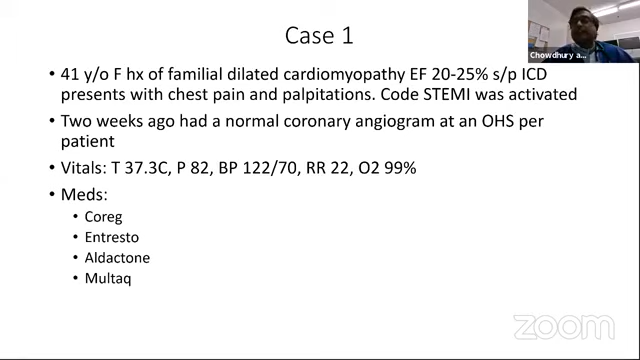 Case 1
Chowdhury a...
• 41 y/o F hx of familial dilated cardiomyopathy EF 20-25% s/p ICD
presents with chest pain and palpitations. Code STEMI was activated
• Two weeks ago had a normal coronary angiogram at an OHS per
patient
• Vitals: T 37.3C, P 82, BP 122/70, RR 22, O2 99%
• Meds:
• Coreg
• Entresto
• Aldactone
• Multaq
zoom